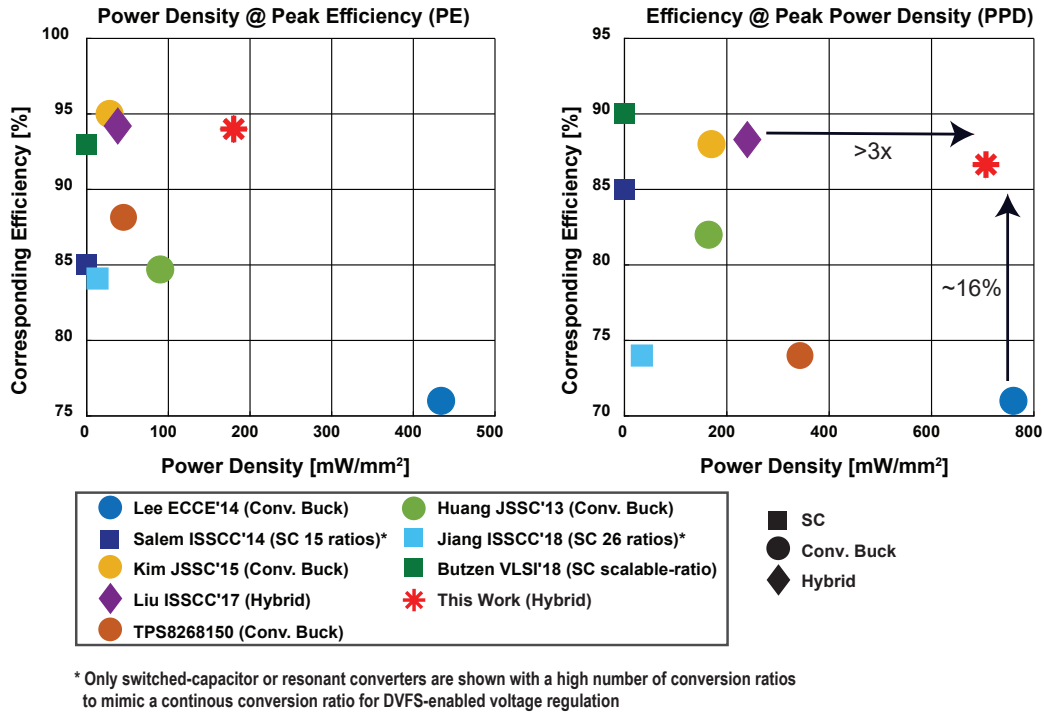 Power Density @ Peak Efficiency (PE)
Corresponding Efficiency [%]
100
95
90
85
80
75
0
100
200
300
400
500
Power Density [mW/mm²]
Efficiency @ Peak Power Density (PPD)
Corresponding Efficiency [%]
95
90
85
80
75
70
>3x
~16%
0
200
400
600
800
Power Density [mW/mm²]
Lee ECCE'14 (Conv. Buck)
Salem ISSCC'14 (SC 15 ratios)*
Kim JSSC'15 (Conv. Buck)
Liu ISSCC'17 (Hybrid)
TPS8268150 (Conv. Buck)
Huang JSSC'13 (Conv. Buck)
Jiang ISSCC'18 (SC 26 ratios)*
Butzen VLSI'18 (SC scalable-ratio)
This Work (Hybrid)
SC
Conv. Buck
Hybrid
* Only switched-capacitor or resonant converters are shown with a high number of conversion ratios
to mimic a continous conversion ratio for DVFS-enabled voltage regulation